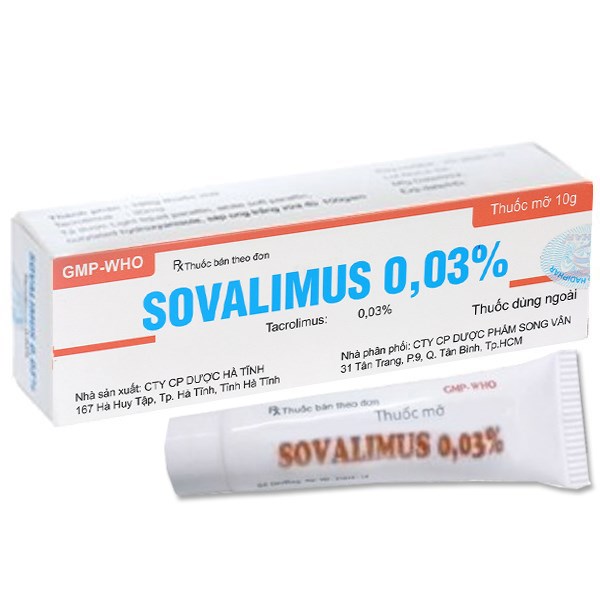 GMP-WHO
℞ Thuốc bán theo đơn
Thuốc mỡ 10g
SOVALIMUS 0,03%
Tacrolimus: 0,03%
Thuốc dùng ngoài
Nhà sản xuất: CTY CP DƯỢC HÀ TĨNH
167 Hà Huy Tập, Tp. Hà Tĩnh, Tỉnh Hà Tĩnh
Nhà phân phối: CTY CP DƯỢC PHẨM SONG VÂN
31 Tân Trang, P.9, Q. Tân Bình, Tp.HCM
SOVALIMUS 0,03%
GMP-WHO
℞ Thuốc bán theo đơn
Thuốc mỡ
SOVALIMUS 0,03%